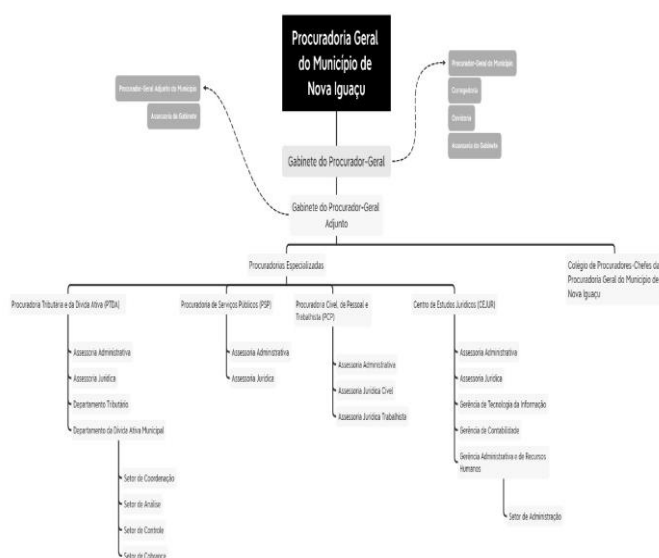 Procuradoria Geral
do Município de
Nova Iguaçu
Procurador-Geral do Município
Corregedoria
Ouvidoria
Assessoria de Gabinete
Procurador-Geral Adjunto do Município
Assessoria de Gabinete
Gabinete do Procurador-Geral
Gabinete do Procurador-Geral
Adjunto
Procuradorias Especializadas
Colégio de Procuradores-Chefes da
Procuradoria Geral do Município de
Nova Iguaçu
Procuradoria Tributária e da Dívida Ativa (PTDA)
Assessoria Administrativa
Assessoria Jurídica
Departamento Tributário
Departamento da Dívida Ativa Municipal
Setor de Coordenação
Setor de Análise
Setor de Controle
Setor de Cobrança
Procuradoria de Serviços Públicos (PSP)
Assessoria Administrativa
Assessoria Jurídica
Procuradoria Cível, de Pessoal e
Trabalhista (PCP)
Assessoria Administrativa
Assessoria Jurídica Cível
Assessoria Jurídica Trabalhista
Centro de Estudos Jurídicos (CEJUR)
Assessoria Administrativa
Assessoria Jurídica
Gerência de Tecnologia da Informação
Gerência de Contabilidade
Gerência Administrativa e de Recursos
Humanos
Setor de Administração